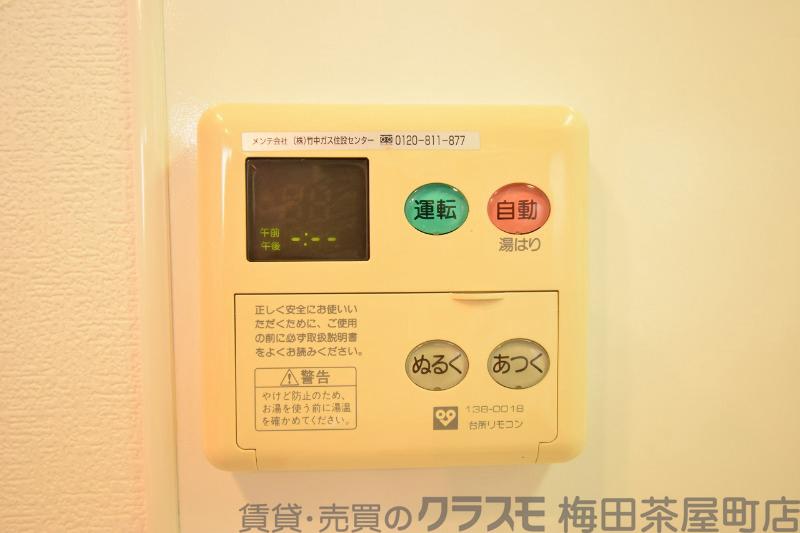 メンテ会社 (株)竹中ガス住設センター 0120-811-877
午前
午後 -:--
運転
自動
湯はり
正しく安全にお使いい
ただくために、ご使用
の前に必ず取扱説明書
をよくお読みください。
警告
やけど防止のため、
お湯を使う前に湯温
を確かめてください。
ぬるく
あつく
138-0018
台所リモコン
賃貸・売買のクラスモ 梅田茶屋町店